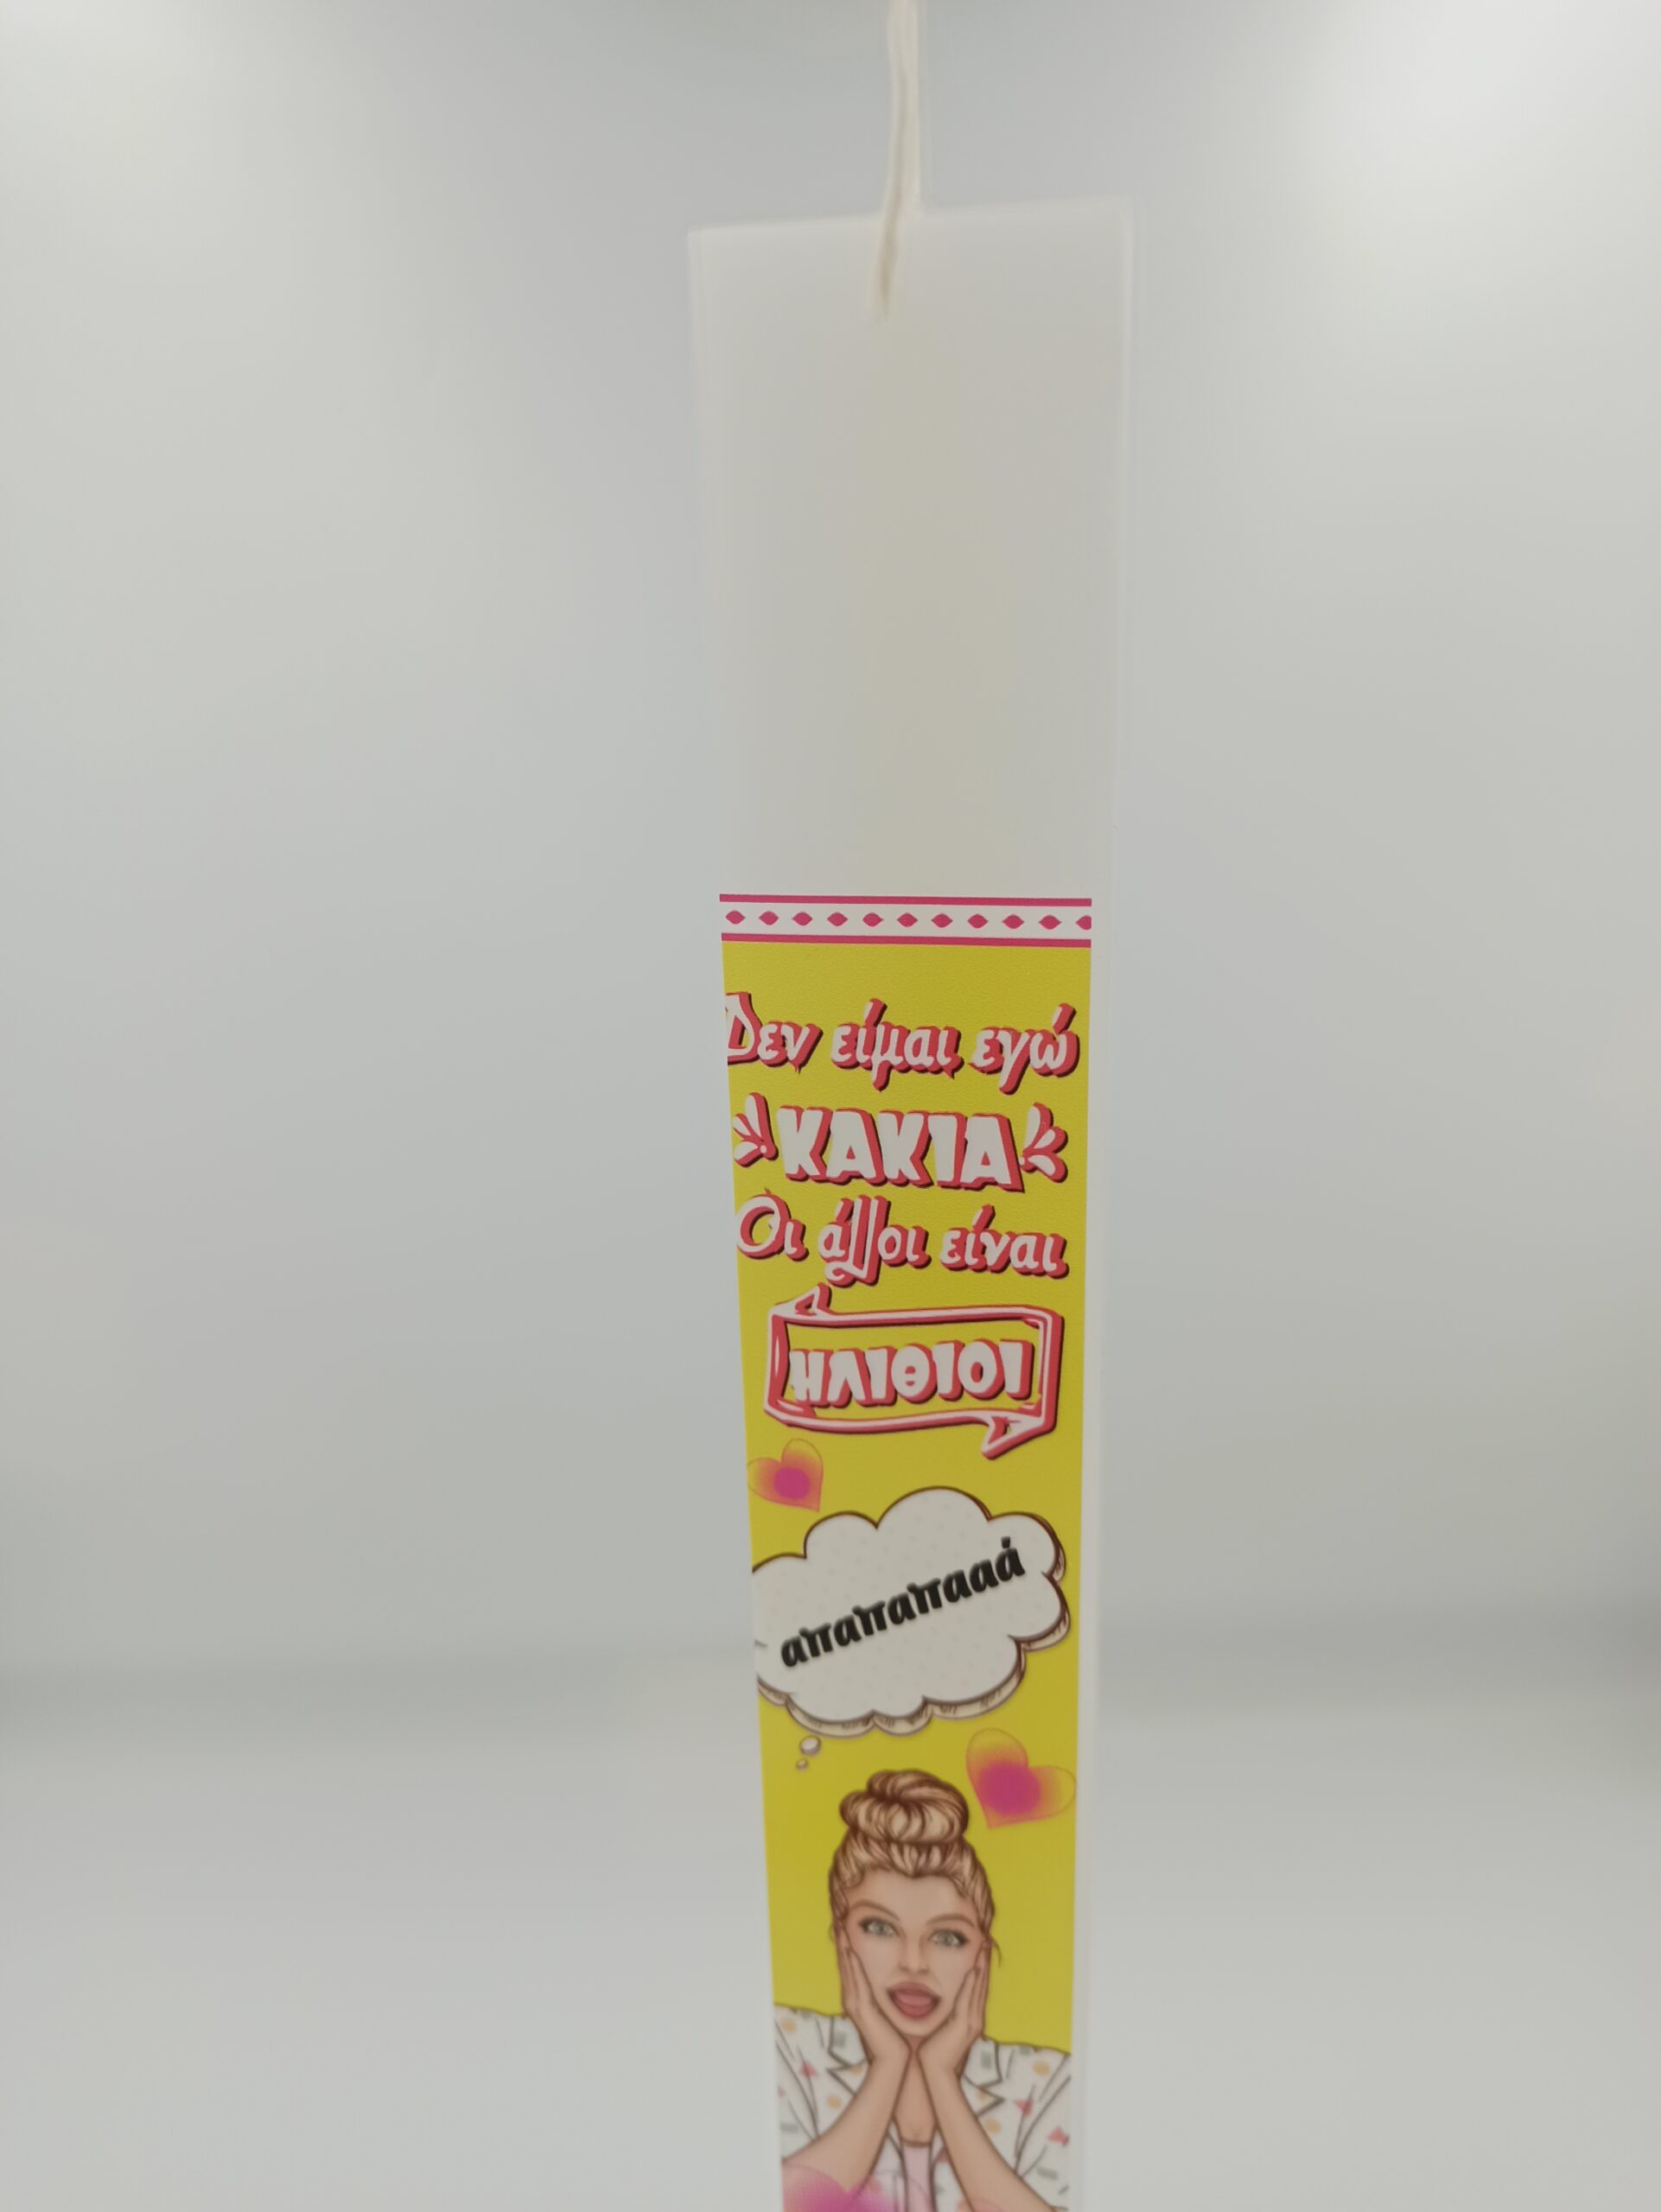 Δεν είμαι εγώ
ΚΑΚΙΑ
Οι άλλοι είναι
ΗΛΙΘΙΟΙ
απαπαπααά